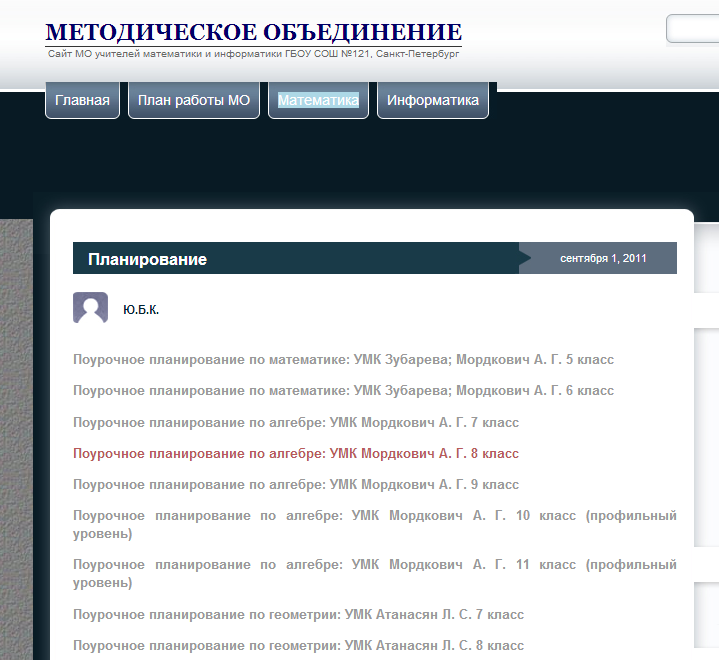 МЕТОДИЧЕСКОЕ ОБЪЕДИНЕНИЕ
Сайт МО учителей математики и информатики ГБОУ СОШ №121, Санкт-Петербург
Главная
План работы МО
Математика
Информатика
Планирование
сентября 1, 2011
Ю.Б.К.
Поурочное планирование по математике: УМК Зубарева; Мордкович А. Г. 5 класс
Поурочное планирование по математике: УМК Зубарева; Мордкович А. Г. 6 класс
Поурочное планирование по алгебре: УМК Мордкович А. Г. 7 класс
Поурочное планирование по алгебре: УМК Мордкович А. Г. 8 класс
Поурочное планирование по алгебре: УМК Мордкович А. Г. 9 класс
Поурочное планирование по алгебре: УМК Мордкович А. Г. 10 класс (профильный
уровень)
Поурочное планирование по алгебре: УМК Мордкович А. Г. 11 класс (профильный
уровень)
Поурочное планирование по геометрии: УМК Атанасян Л. С. 7 класс
Поурочное планирование по геометрии: УМК Атанасян Л. С. 8 класс